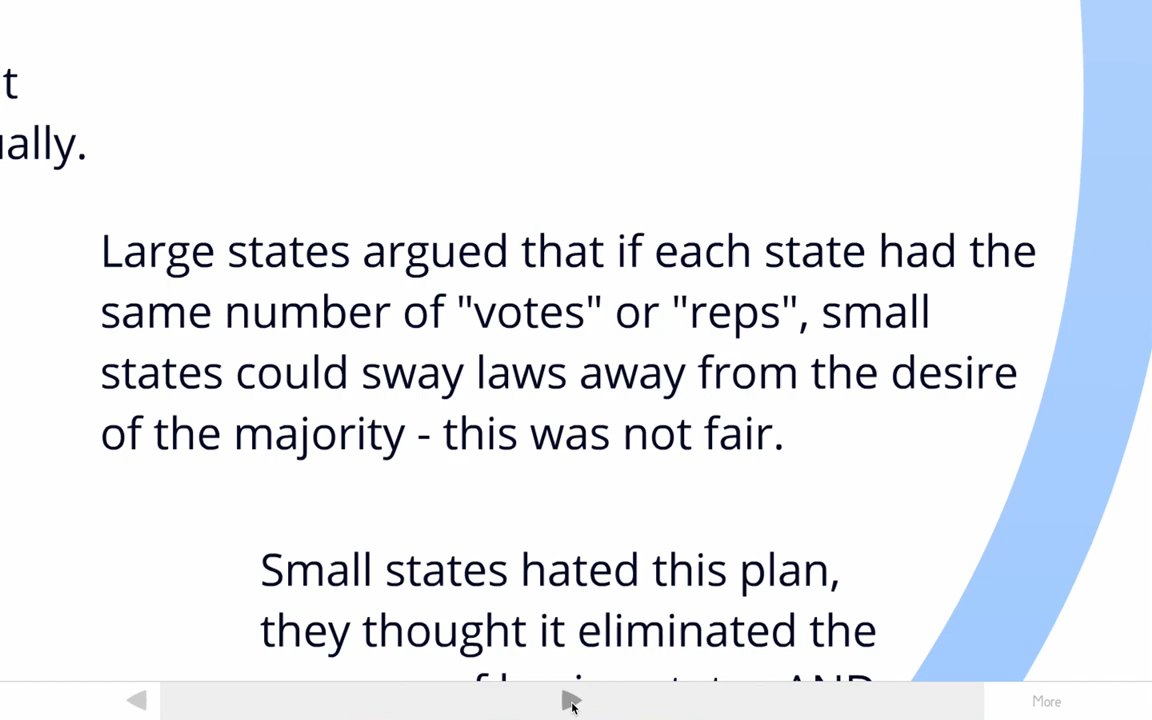 t
ually.
Large states argued that if each state had the
same number of "votes" or "reps", small
states could sway laws away from the desire
of the majority - this was not fair.
Small states hated this plan,
they thought it eliminated the
AND
More